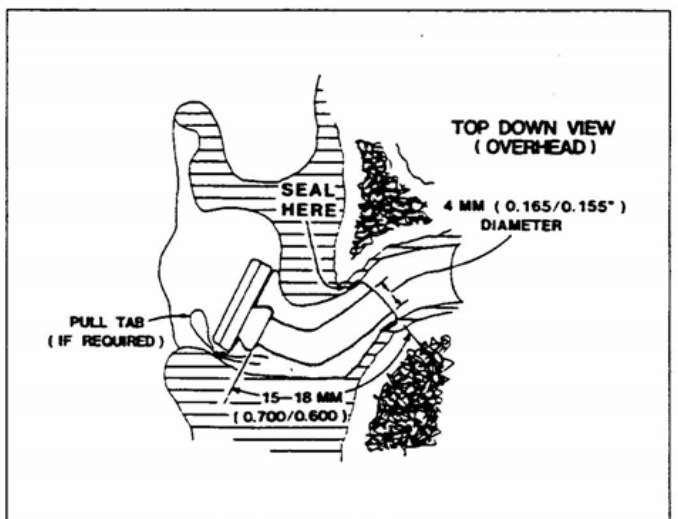 TOP DOWN VIEW
( OVERHEAD )
SEAL
HERE
4 MM ( 0.165/0.155" )
DIAMETER
PULL TAB
( IF REQUIRED )
15—18 MM
( 0.700/0.600 )